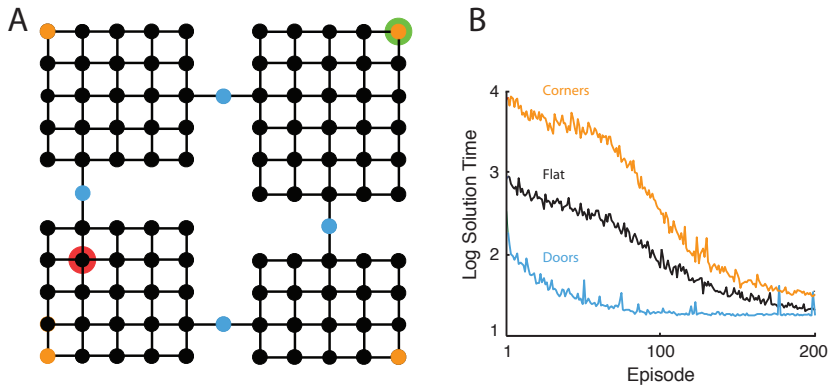 A
B
Log Solution Time
4
3
2
1
Corners
Flat
Doors
1
100
200
Episode